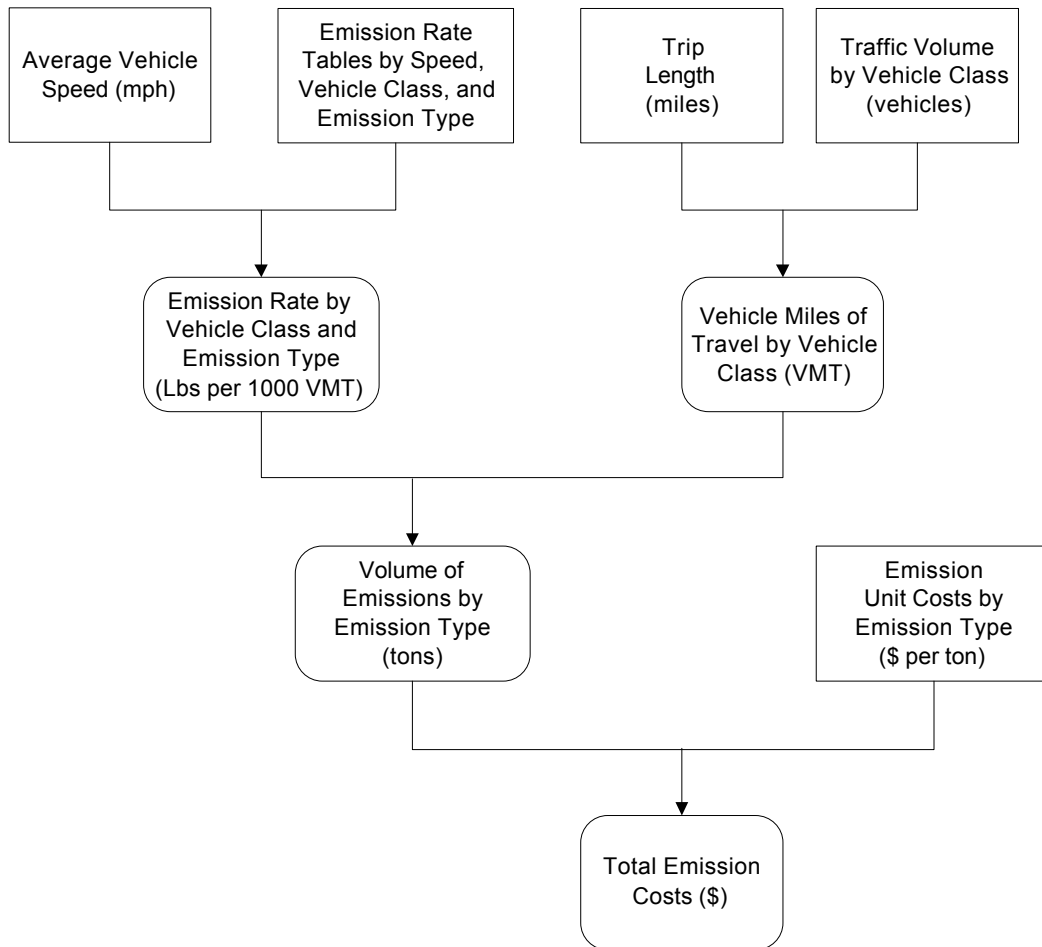 Average Vehicle
Speed (mph)
Emission Rate
Tables by Speed,
Vehicle Class, and
Emission Type
Trip
Length
(miles)
Traffic Volume
by Vehicle Class
(vehicles)
Emission Rate by
Vehicle Class and
Emission Type
(Lbs per 1000 VMT)
Vehicle Miles of
Travel by Vehicle
Class (VMT)
Volume of
Emissions by
Emission Type
(tons)
Emission
Unit Costs by
Emission Type
($ per ton)
Total Emission
Costs ($)